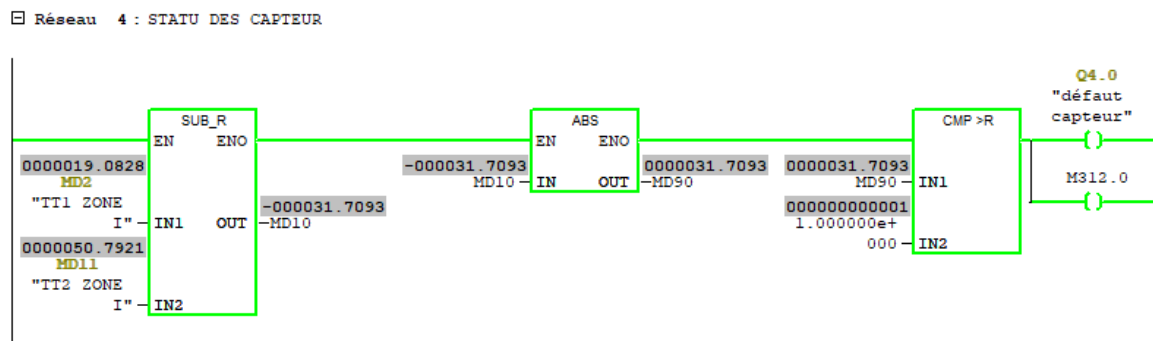 Réseau 4 : STATU DES CAPTEUR
SUB_R
EN ENO
0000019.0828
MD2
"TT1 ZONE
I" IN1
0000050.7921
MD11
"TT2 ZONE
I" IN2
-000031.7093
OUT MD10
ABS
EN ENO
-000031.7093
MD10 IN
0000031.7093
OUT MD90
CMP >R
0000031.7093
MD90 IN1
000000000001
1.000000e+
000 IN2
Q4.0
"défaut
capteur"
M312.0